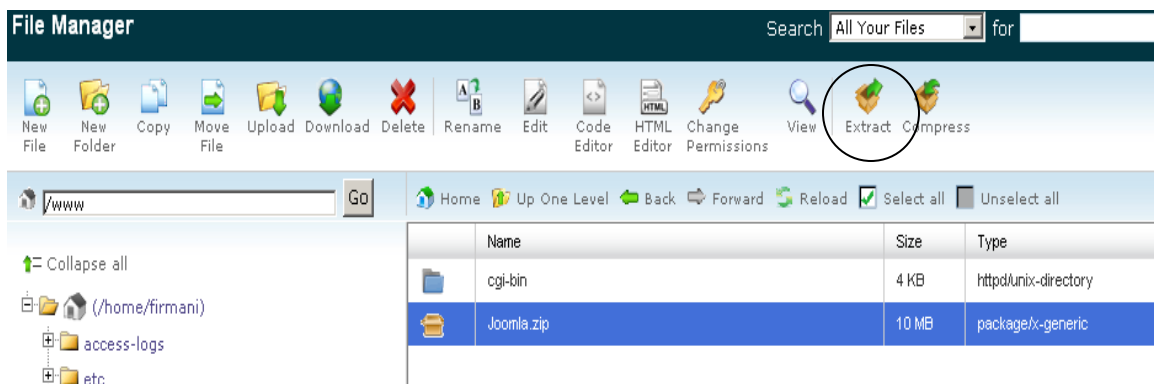 File Manager
Search All Your Files for
New File
New Folder
Copy
Move File
Upload
Download
Delete
A B
Rename
Edit
Code Editor
HTML
HTML Editor
Change Permissions
View
Extract
Compress
/www Go
Home Up One Level Back Forward Reload Select all Unselect all
Collapse all
(/home/firmani)
access-logs
etc
Name Size Type
cgi-bin 4 KB httpd/unix-directory
Joomla.zip 10 MB package/x-generic